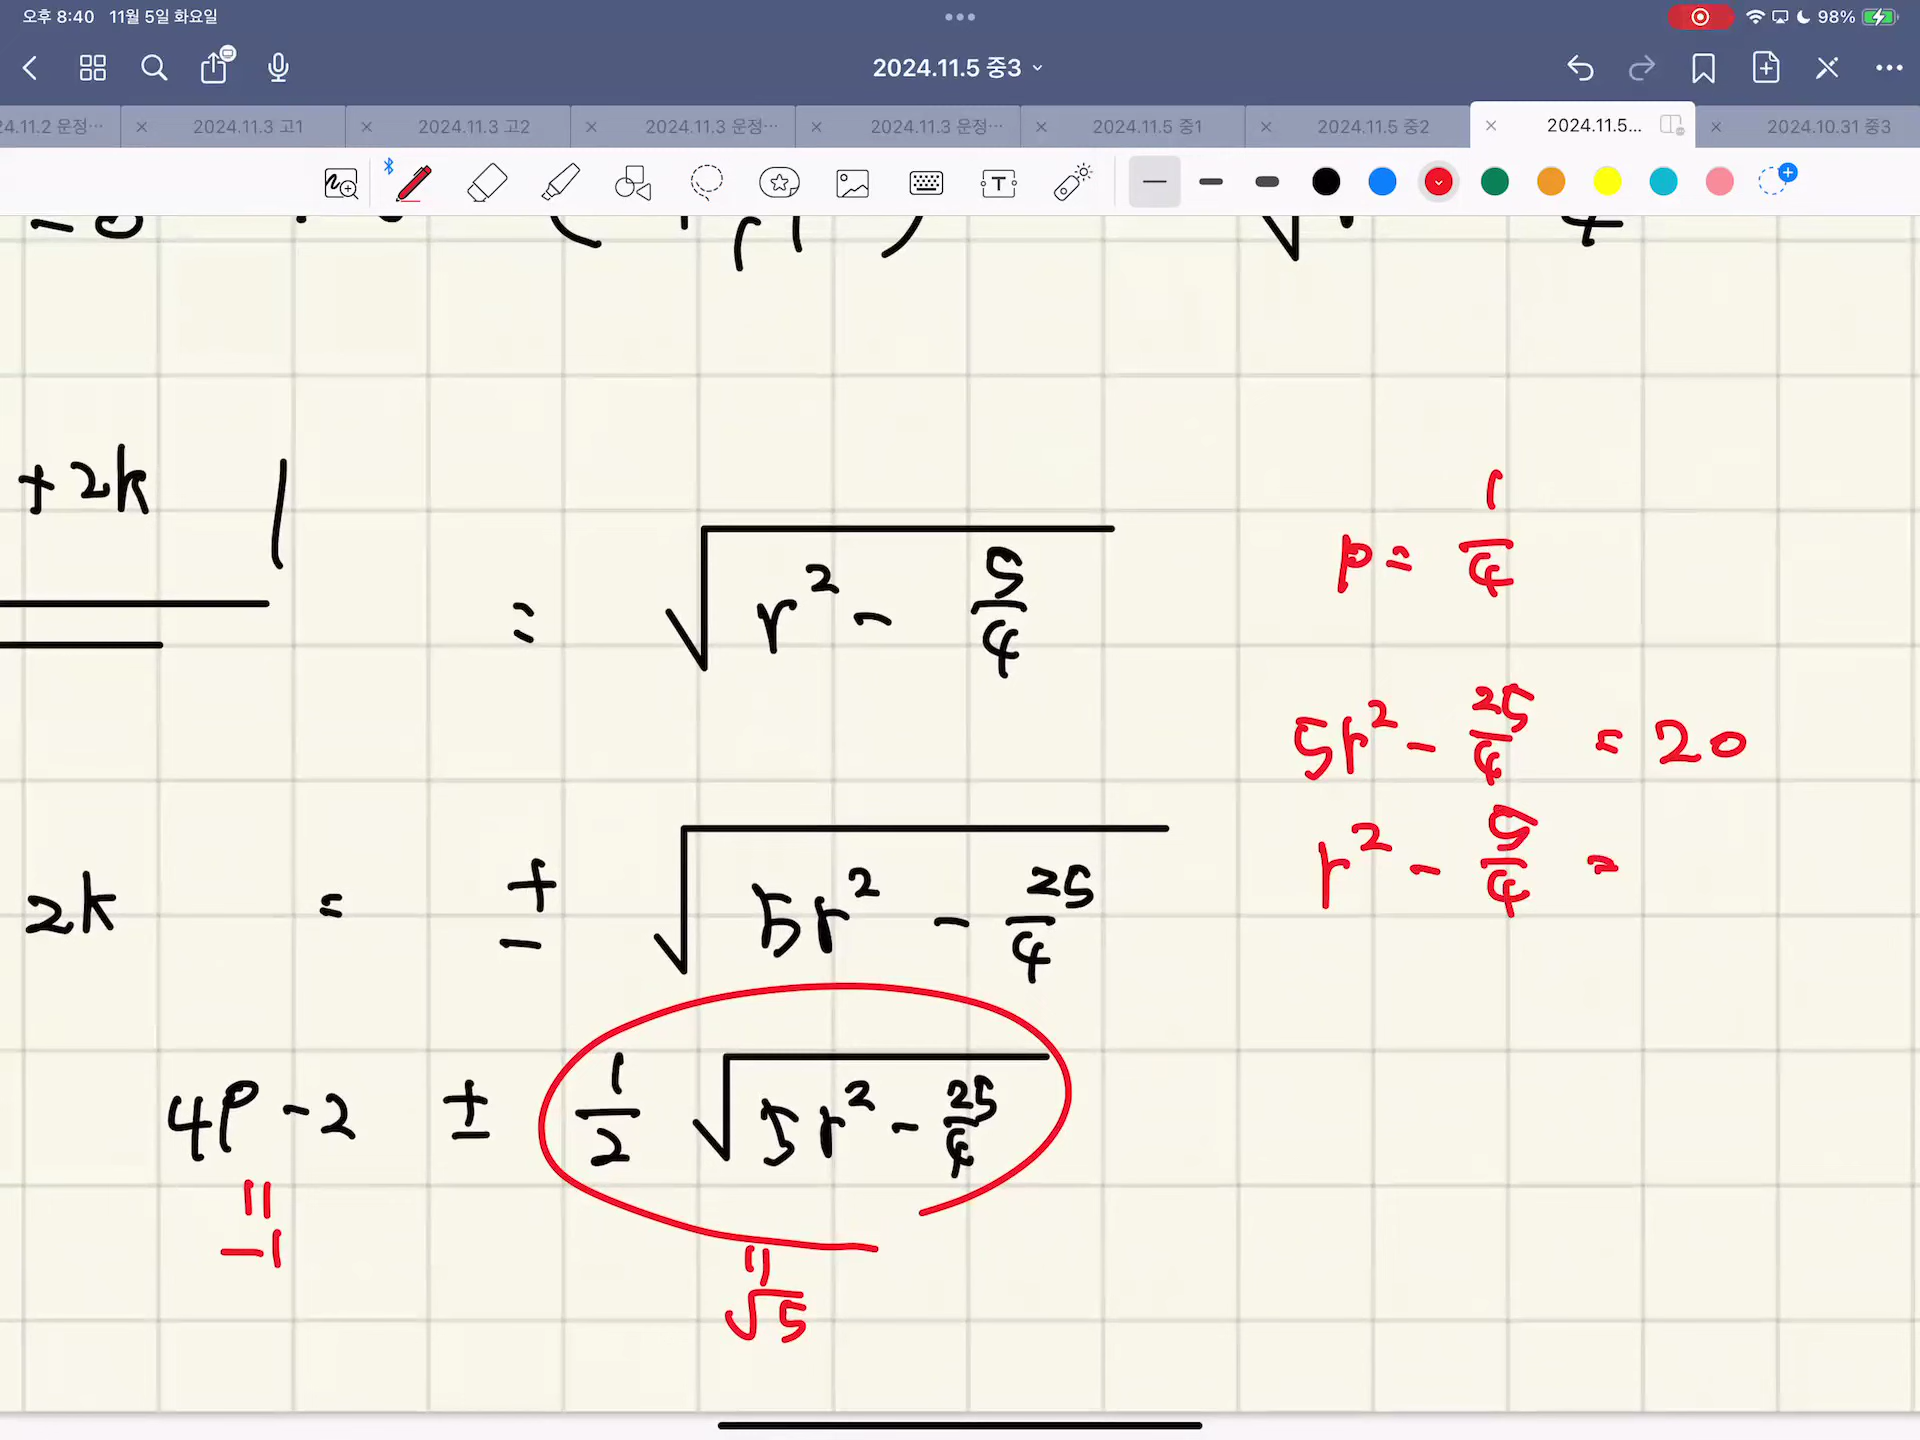 오후 8:40 11월 5일 화요일
98%
2024.11.5 중3
24.11.2 운정… 2024.11.3 고1 2024.11.3 고2 2024.11.3 운정… 2024.11.3 운정… 2024.11.5 중1 2024.11.5 중2 2024.11.5... 2024.10.31 중3
T
+2k |
= √(r² - 5/4)
p = 1/4
5r² - 25/4 = 20
r² - 5/4 =
2k = ± √(5r² - 25/4)
4p - 2 ± 1/2 √(5r² - 25/4)
= -1
= √5